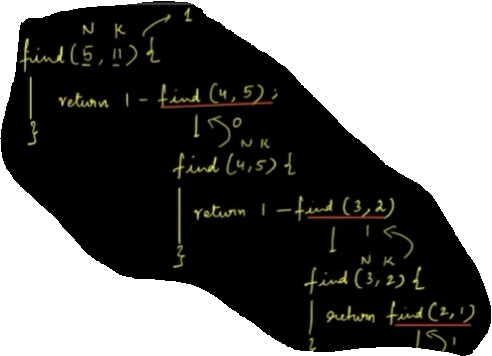 N K 1
find (5, 11) {
return 1 - find (4, 5);
}
0
N K
find (4,5) {
return 1 - find (3, 2)
}
1
N K
find (3, 2) {
return find (2, 1)
}
1